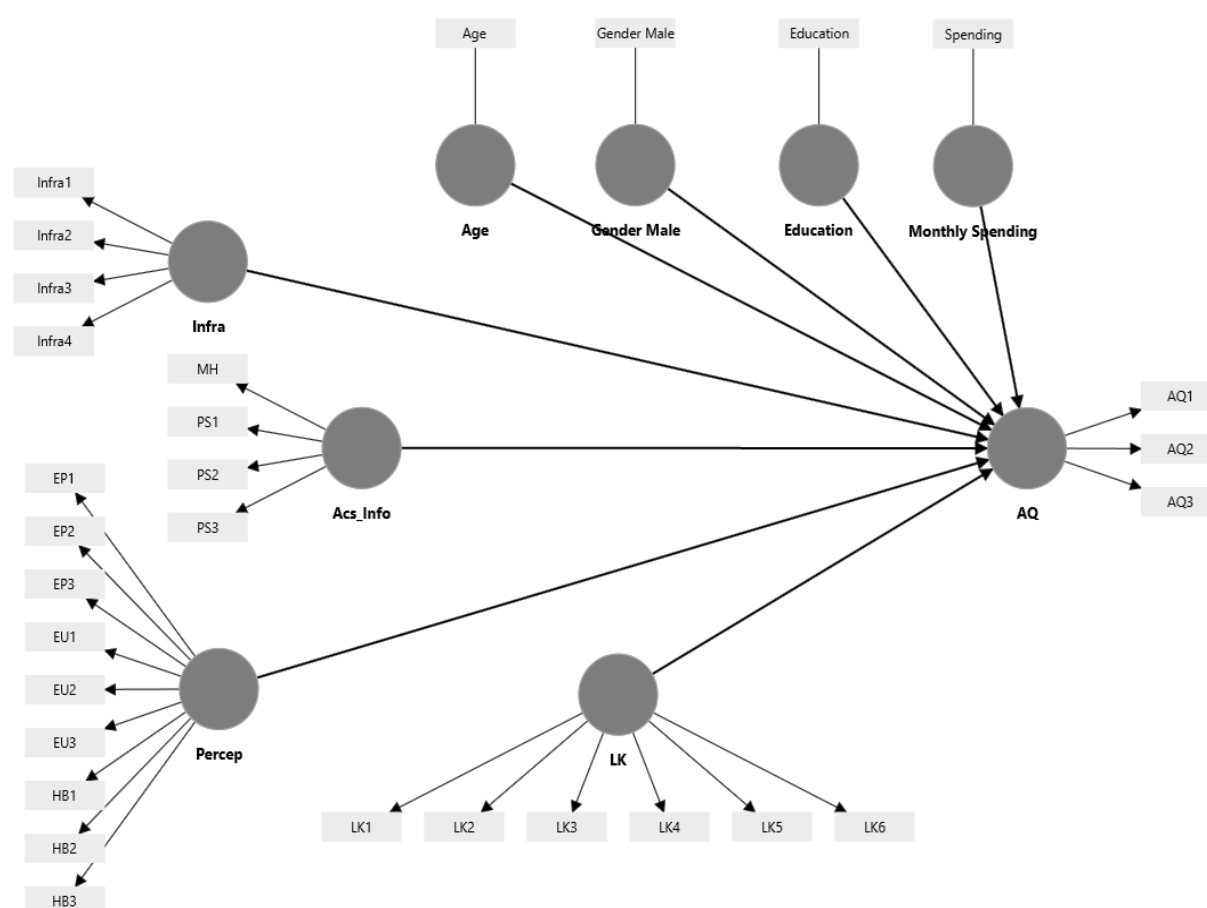 Age
Gender Male
Education
Spending
Age
Gender Male
Education
Monthly Spending
Infra1
Infra2
Infra3
Infra4
Infra
MH
PS1
PS2
PS3
Acs_Info
AQ1
AQ2
AQ3
AQ
EP1
EP2
EP3
EU1
EU2
EU3
HB1
HB2
HB3
Percep
LK
LK1
LK2
LK3
LK4
LK5
LK6